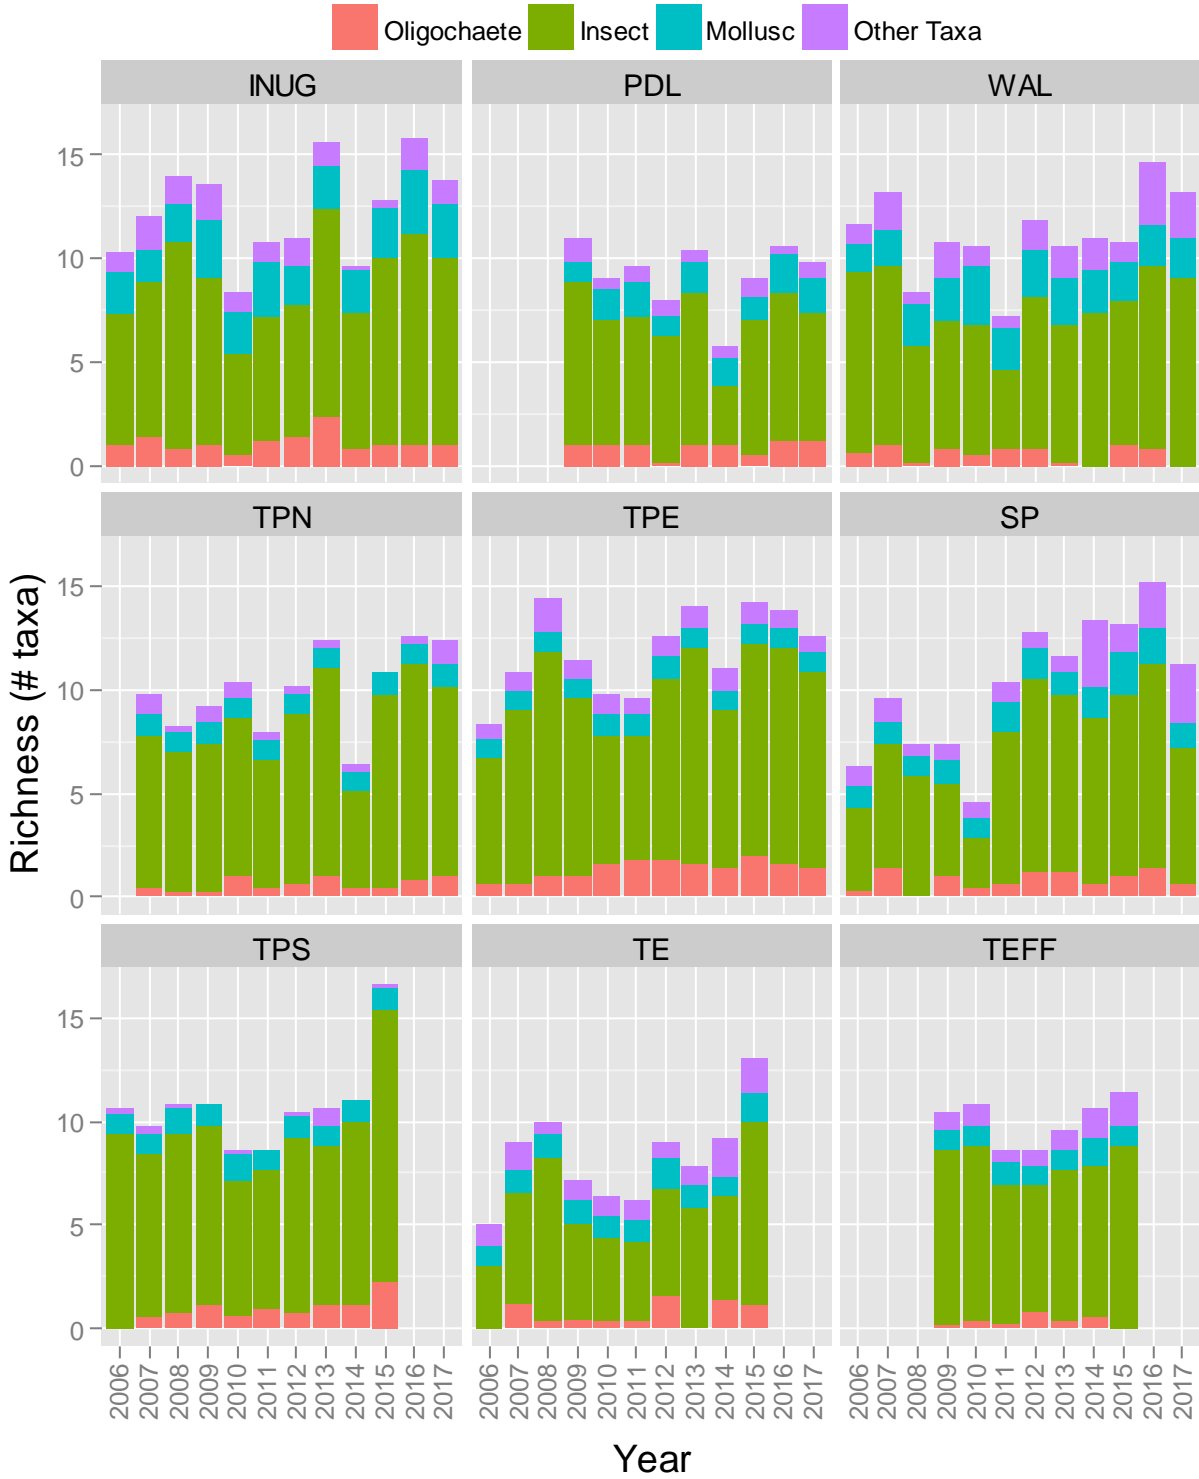 Oligochaete Insect Mollusc Other Taxa
INUG PDL WAL
15
10
5
0
TPN TPE SP
15
10
5
0
Richness (# taxa)
TPS TE TEFF
15
10
5
0
2006 2007 2008 2009 2010 2011 2012 2013 2014 2015 2016 2017 2006 2007 2008 2009 2010 2011 2012 2013 2014 2015 2016 2017 2006 2007 2008 2009 2010 2011 2012 2013 2014 2015 2016 2017
Year